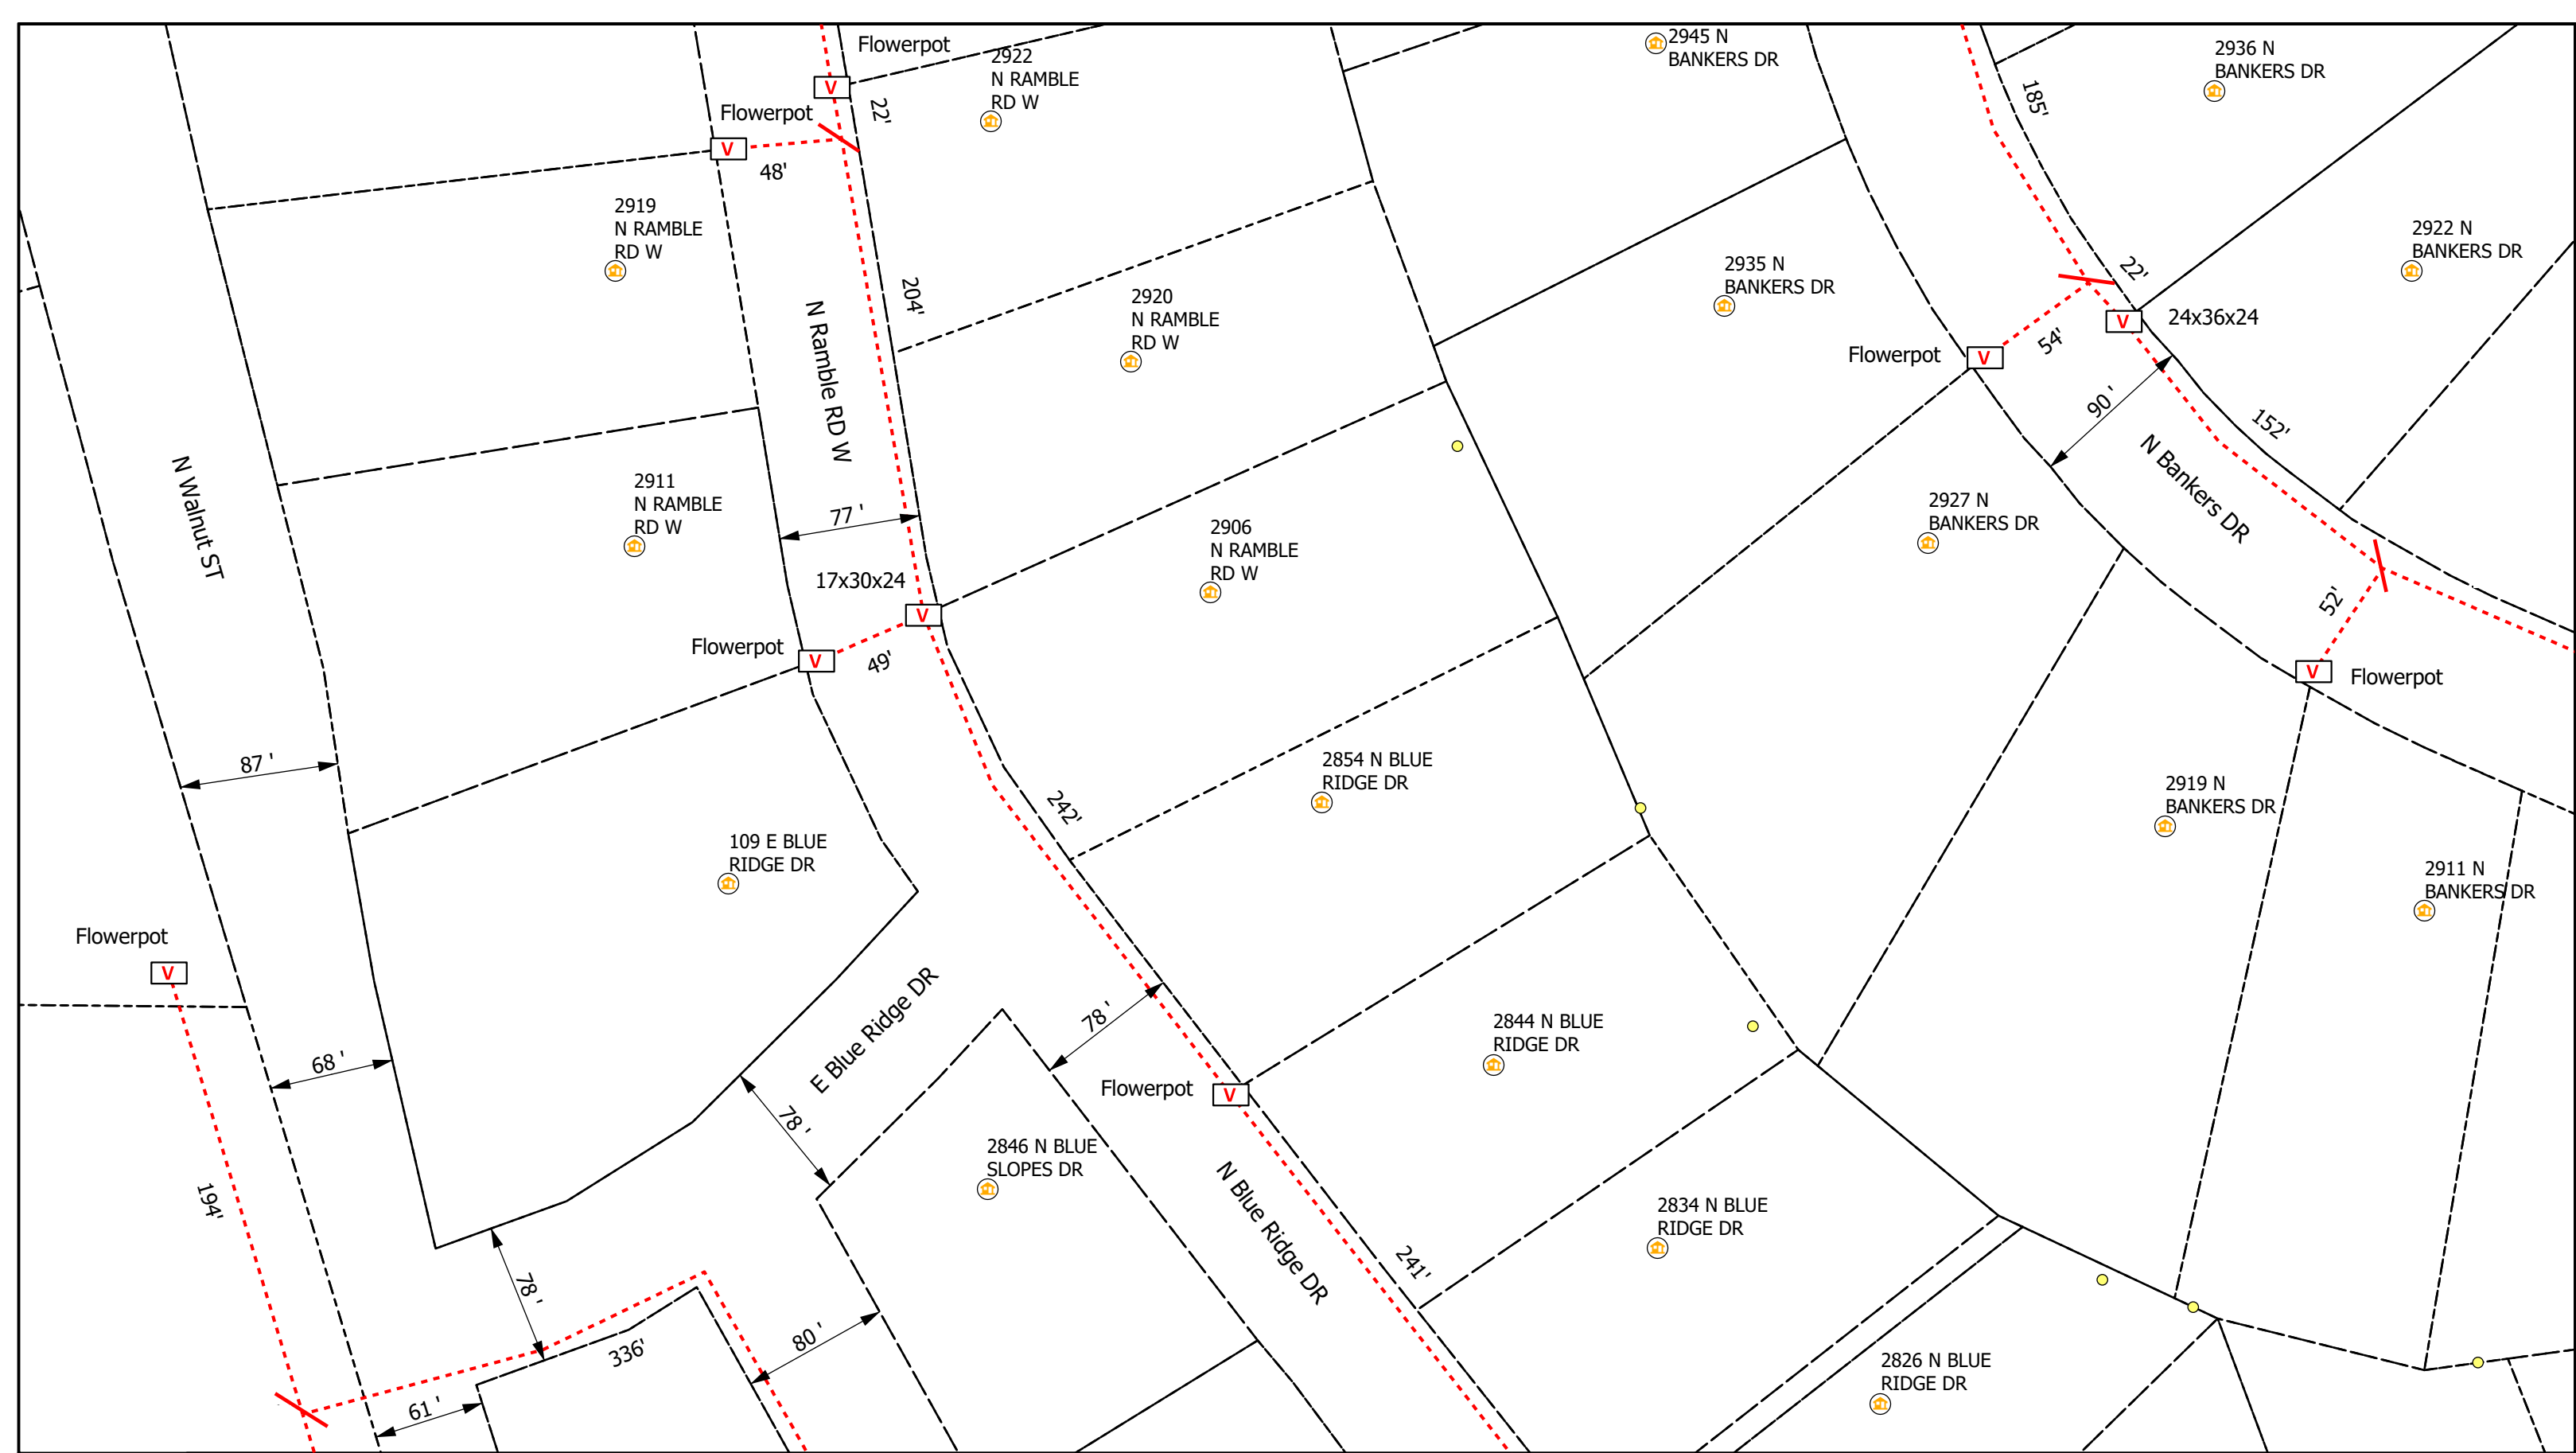 Flowerpot
V
2922
N RAMBLE
RD W
22'
Flowerpot
V
48'
2919
N RAMBLE
RD W
204'
N Ramble RD W
2920
N RAMBLE
RD W
2945 N
BANKERS DR
185'
2936 N
BANKERS DR
2922 N
BANKERS DR
22'
2935 N
BANKERS DR
V
24x36x24
Flowerpot
V
54'
90 '
152'
N Bankers DR
N Walnut ST
2911
N RAMBLE
RD W
77 '
17x30x24
V
Flowerpot
V
49'
2906
N RAMBLE
RD W
2927 N
BANKERS DR
52'
V
Flowerpot
87 '
242'
2854 N BLUE
RIDGE DR
2919 N
BANKERS DR
109 E BLUE
RIDGE DR
2911 N
BANKERS DR
Flowerpot
V
E Blue Ridge DR
78 '
68 '
78 '
Flowerpot
V
2844 N BLUE
RIDGE DR
2846 N BLUE
SLOPES DR
194'
N Blue Ridge DR
2834 N BLUE
RIDGE DR
241'
78 '
336'
80 '
61 '
2826 N BLUE
RIDGE DR